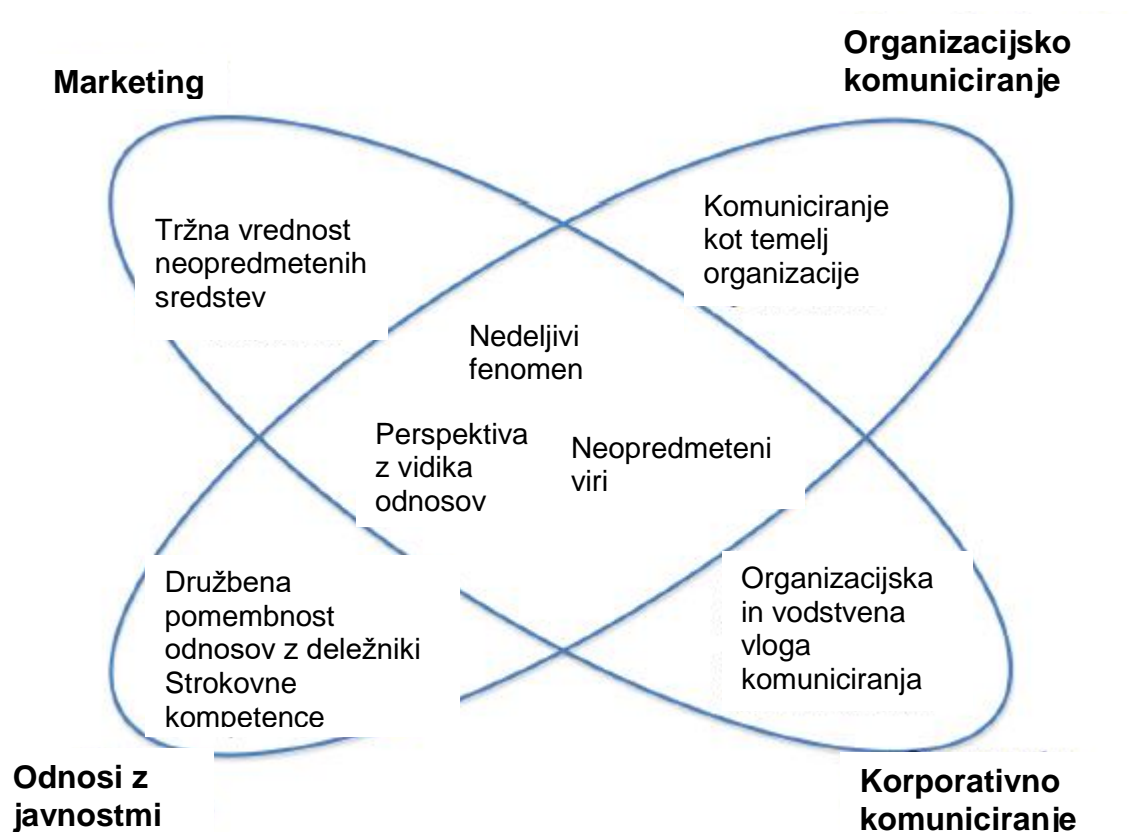 Marketing
Organizacijsko
komuniciranje
Tržna vrednost
neopredmetenih
sredstev
Komuniciranje
kot temelj
organizacije
Nedeljivi
fenomen
Perspektiva
z vidika
odnosov
Neopredmeteni
viri
Družbena
pomembnost
odnosov z deležniki
Strokovne
kompetence
Organizacijska
in vodstvena
vloga
komuniciranja
Odnosi z
javnostmi
Korporativno
komuniciranje